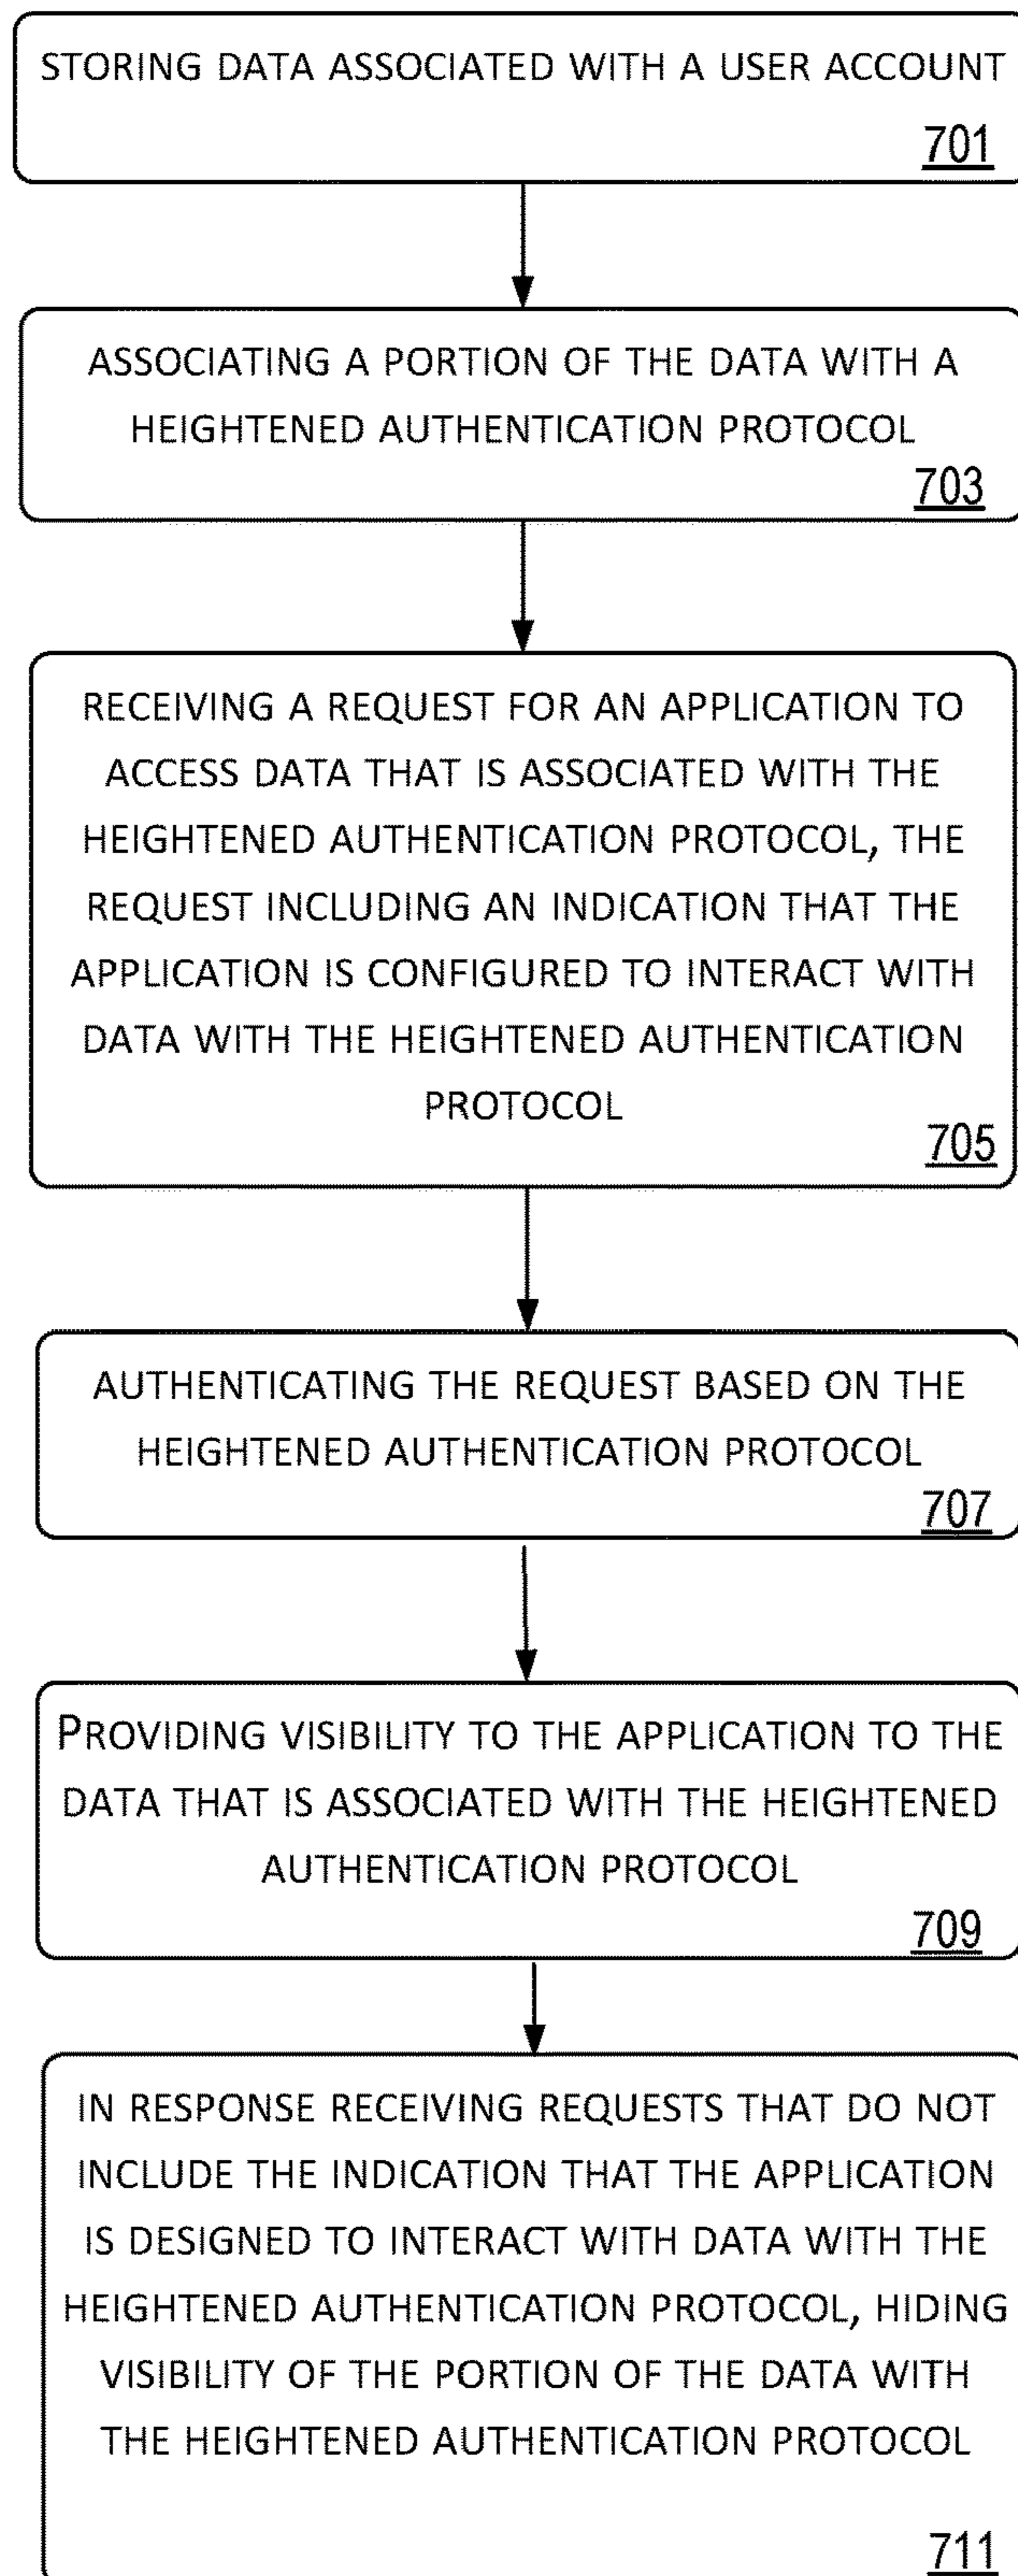 STORING DATA ASSOCIATED WITH A USER ACCOUNT
701
ASSOCIATING A PORTION OF THE DATA WITH A
HEIGHTENED AUTHENTICATION PROTOCOL
703
RECEIVING A REQUEST FOR AN APPLICATION TO
ACCESS DATA THAT IS ASSOCIATED WITH THE
HEIGHTENED AUTHENTICATION PROTOCOL, THE
REQUEST INCLUDING AN INDICATION THAT THE
APPLICATION IS CONFIGURED TO INTERACT WITH
DATA WITH THE HEIGHTENED AUTHENTICATION
PROTOCOL
705
AUTHENTICATING THE REQUEST BASED ON THE
HEIGHTENED AUTHENTICATION PROTOCOL
707
PROVIDING VISIBILITY TO THE APPLICATION TO THE
DATA THAT IS ASSOCIATED WITH THE HEIGHTENED
AUTHENTICATION PROTOCOL
709
IN RESPONSE RECEIVING REQUESTS THAT DO NOT
INCLUDE THE INDICATION THAT THE APPLICATION
IS DESIGNED TO INTERACT WITH DATA WITH THE
HEIGHTENED AUTHENTICATION PROTOCOL, HIDING
VISIBILITY OF THE PORTION OF THE DATA WITH
THE HEIGHTENED AUTHENTICATION PROTOCOL
711